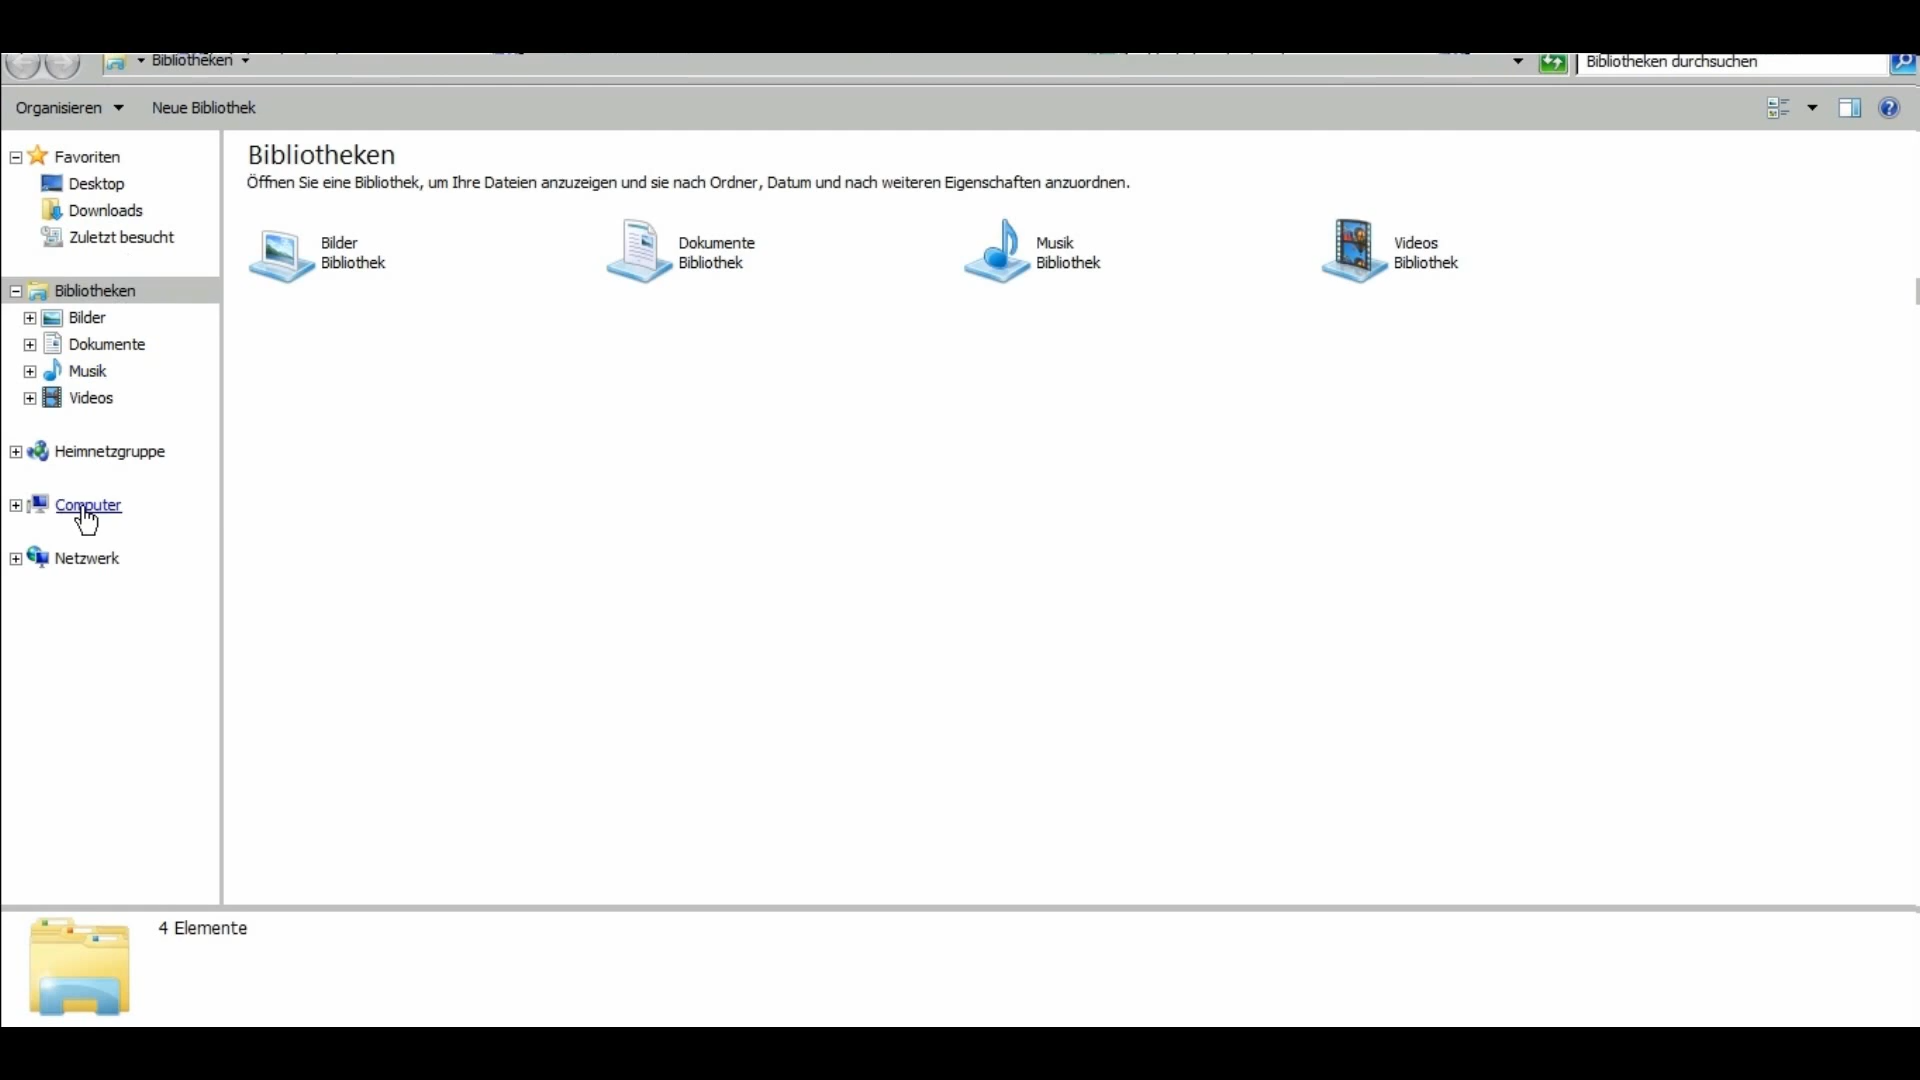 Bibliotheken
Bibliotheken durchsuchen
Organisieren
Neue Bibliothek
Favoriten
Desktop
Downloads
Zuletzt besucht
Bibliotheken
Bilder
Dokumente
Musik
Videos
Heimnetzgruppe
Computer
Netzwerk
Bibliotheken
Öffnen Sie eine Bibliothek, um Ihre Dateien anzuzeigen und sie nach Ordner, Datum und nach weiteren Eigenschaften anzuordnen.
Bilder
Bibliothek
Dokumente
Bibliothek
Musik
Bibliothek
Videos
Bibliothek
4 Elemente